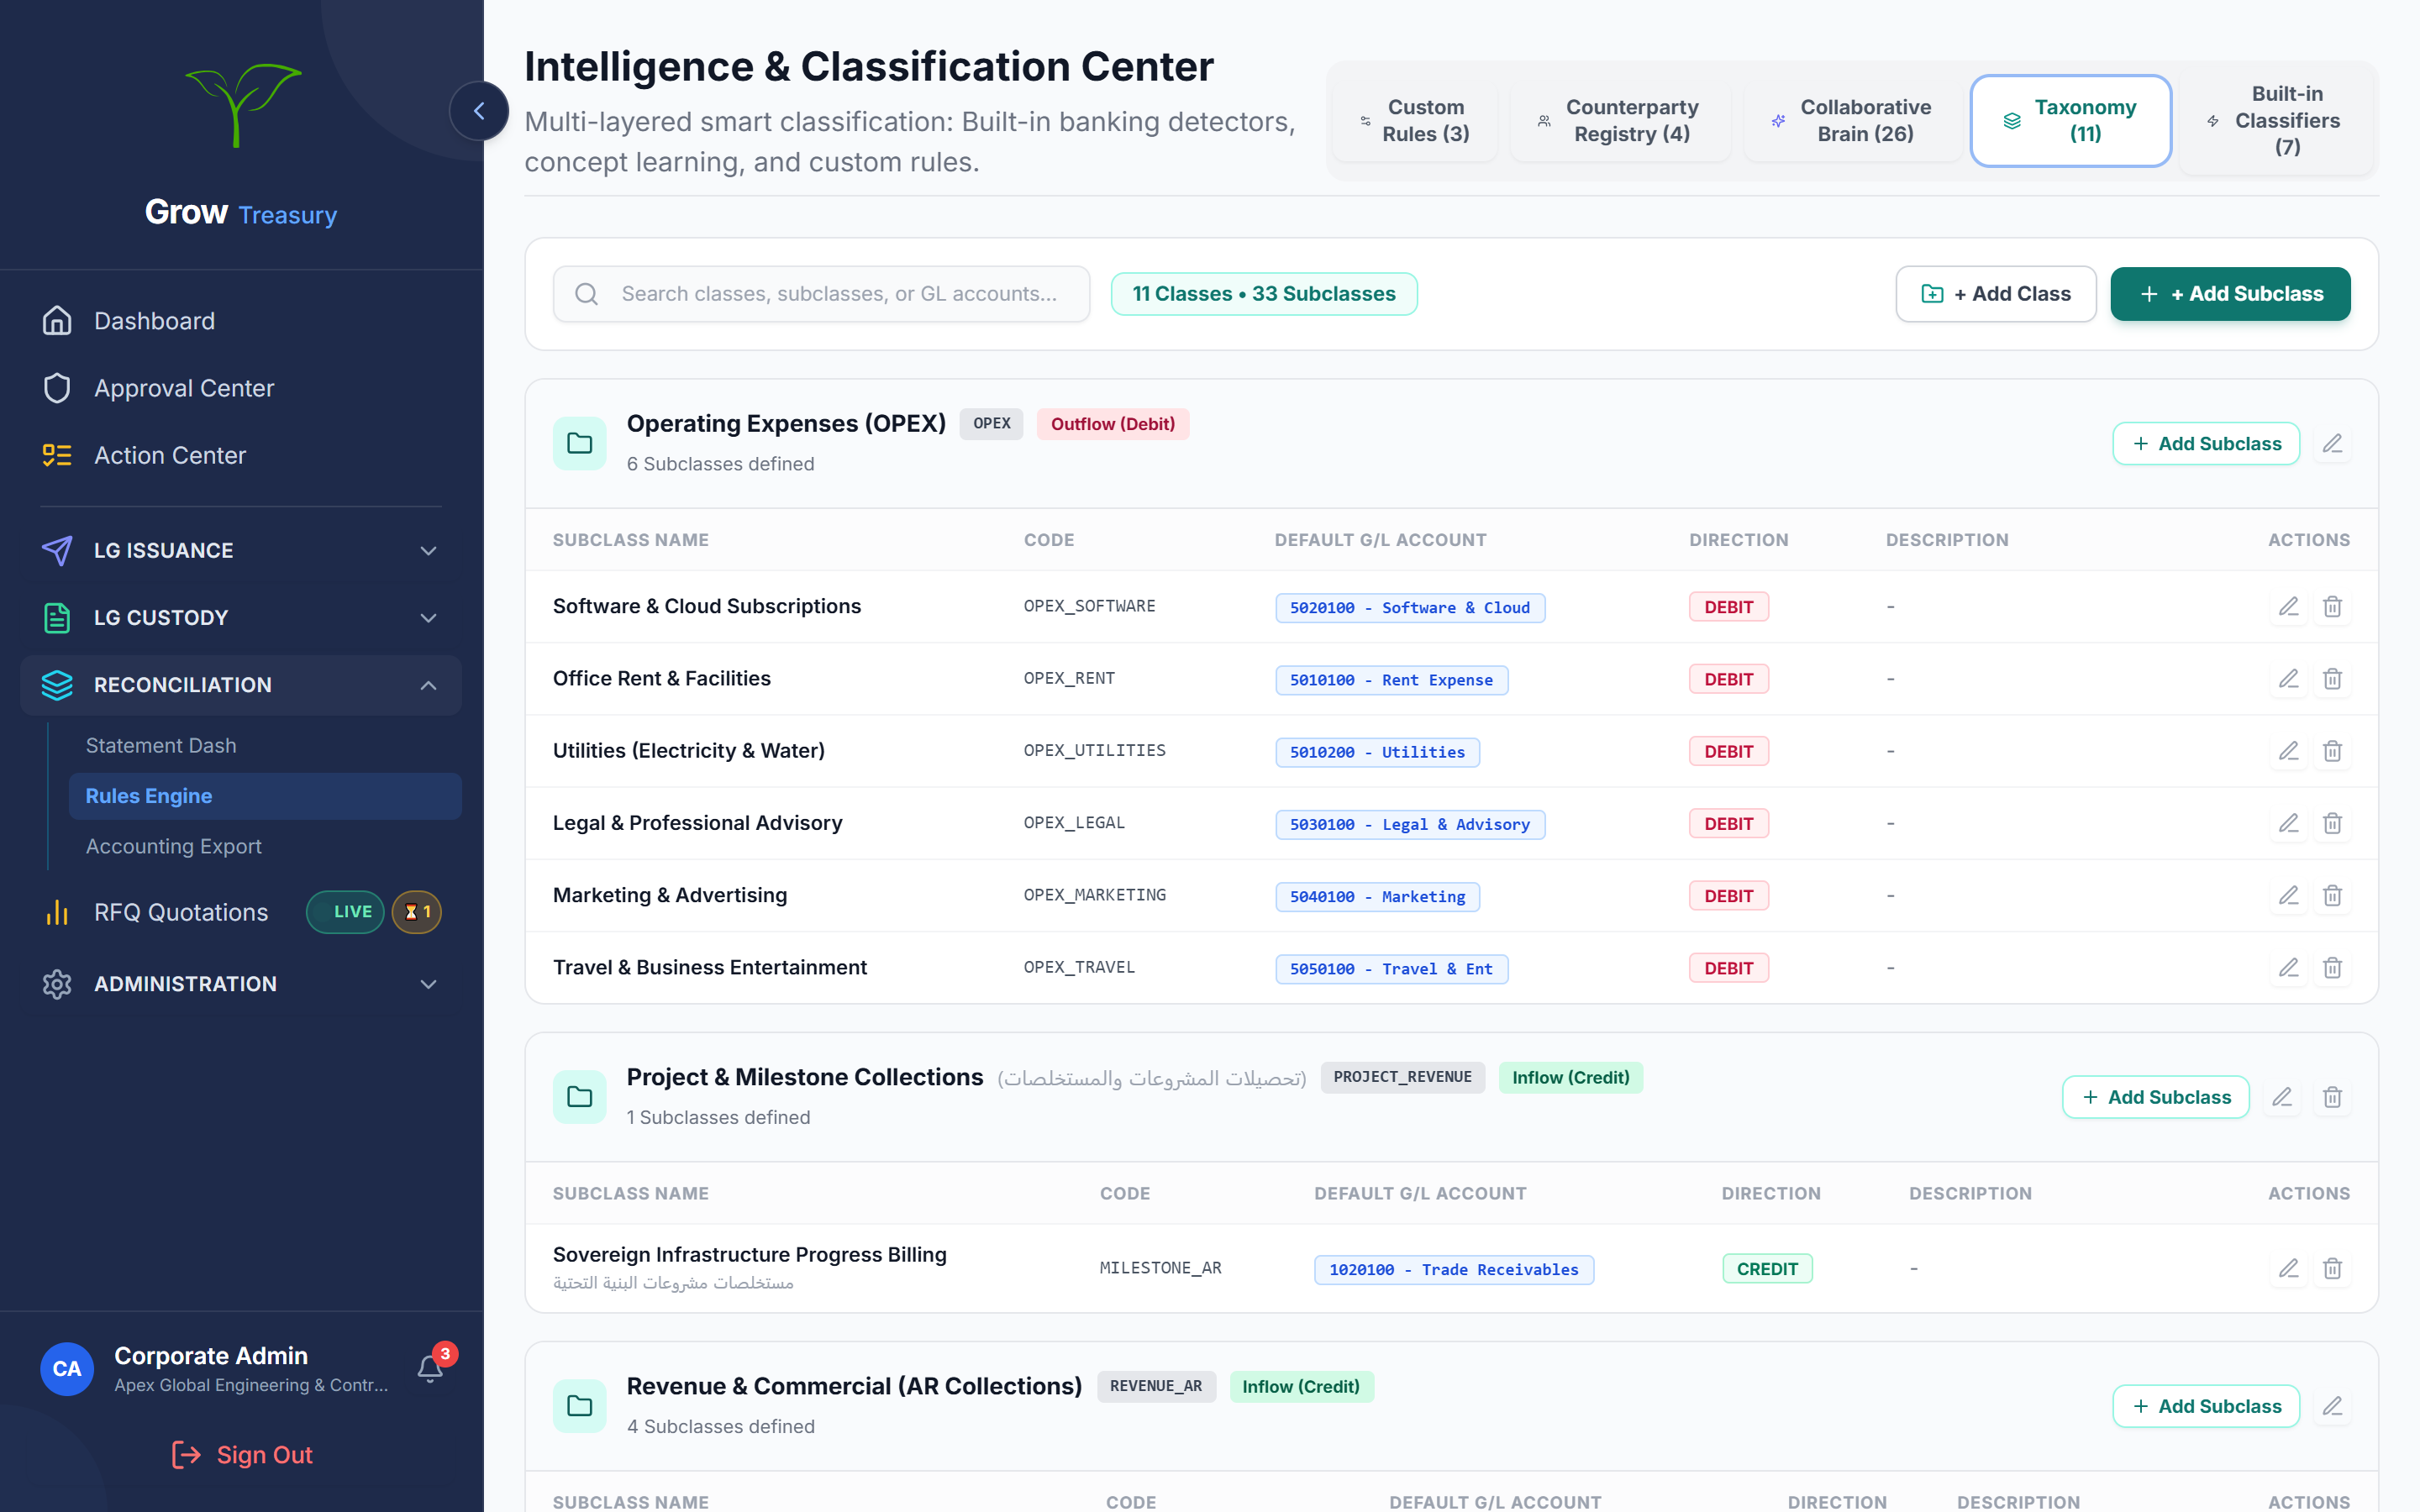 Grow Treasury
Dashboard
Approval Center
Action Center
LG ISSUANCE
LG CUSTODY
RECONCILIATION
Statement Dash
Rules Engine
Accounting Export
RFQ Quotations LIVE ⏳ 1
ADMINISTRATION
CA
Corporate Admin
Apex Global Engineering & Contr...
3
Sign Out
Intelligence & Classification Center
Multi-layered smart classification: Built-in banking detectors,
concept learning, and custom rules.
Custom
Rules (3)
Counterparty
Registry (4)
Collaborative
Brain (26)
Taxonomy
(11)
Built-in
Classifiers
(7)
Search classes, subclasses, or GL accounts...
11 Classes • 33 Subclasses
+ Add Class
+ + Add Subclass
Operating Expenses (OPEX) OPEX Outflow (Debit)
6 Subclasses defined
+ Add Subclass
SUBCLASS NAME CODE DEFAULT G/L ACCOUNT DIRECTION DESCRIPTION ACTIONS
Software & Cloud Subscriptions OPEX_SOFTWARE 5020100 - Software & Cloud DEBIT -
Office Rent & Facilities OPEX_RENT 5010100 - Rent Expense DEBIT -
Utilities (Electricity & Water) OPEX_UTILITIES 5010200 - Utilities DEBIT -
Legal & Professional Advisory OPEX_LEGAL 5030100 - Legal & Advisory DEBIT -
Marketing & Advertising OPEX_MARKETING 5040100 - Marketing DEBIT -
Travel & Business Entertainment OPEX_TRAVEL 5050100 - Travel & Ent DEBIT -
Project & Milestone Collections (تحصيلات المشروعات والمستخلصات) PROJECT_REVENUE Inflow (Credit)
1 Subclasses defined
+ Add Subclass
SUBCLASS NAME CODE DEFAULT G/L ACCOUNT DIRECTION DESCRIPTION ACTIONS
Sovereign Infrastructure Progress Billing MILESTONE_AR 1020100 - Trade Receivables CREDIT -
مستخلصات مشروعات البنية التحتية
Revenue & Commercial (AR Collections) REVENUE_AR Inflow (Credit)
4 Subclasses defined
+ Add Subclass
SUBCLASS NAME CODE DEFAULT G/L ACCOUNT DIRECTION DESCRIPTION ACTIONS